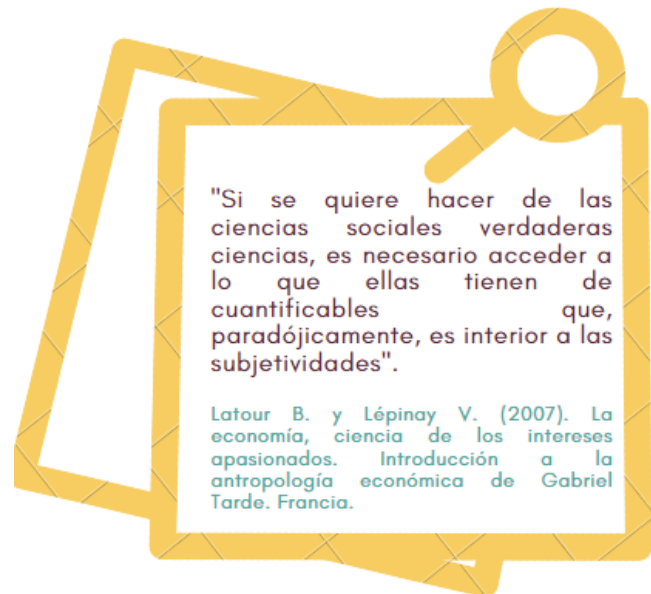 "Si se quiere hacer de las
ciencias sociales verdaderas
ciencias, es necesario acceder a
lo que ellas tienen de
cuantificables que,
paradójicamente, es interior a las
subjetividades".
Latour B. y Lépinay V. (2007). La
economía, ciencia de los intereses
apasionados. Introducción a la
antropología económica de Gabriel
Tarde. Francia.